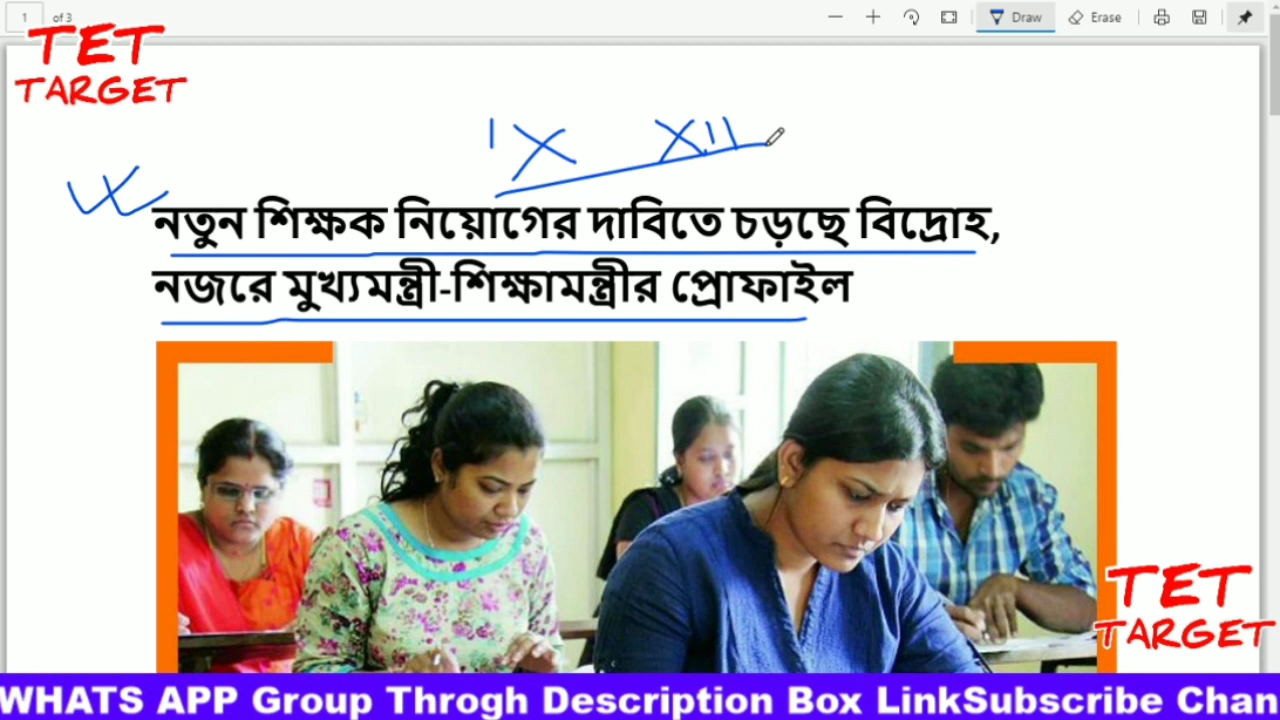 1 of 3
Draw
Erase
TET
TARGET
IX XII
নতুন শিক্ষক নিয়োগের দাবিতে চড়ছে বিদ্রোহ,
নজরে মুখ্যমন্ত্রী-শিক্ষামন্ত্রীর প্রোফাইল
TET
TARGET
WHATS APP Group Throgh Description Box LinkSubscribe Chan